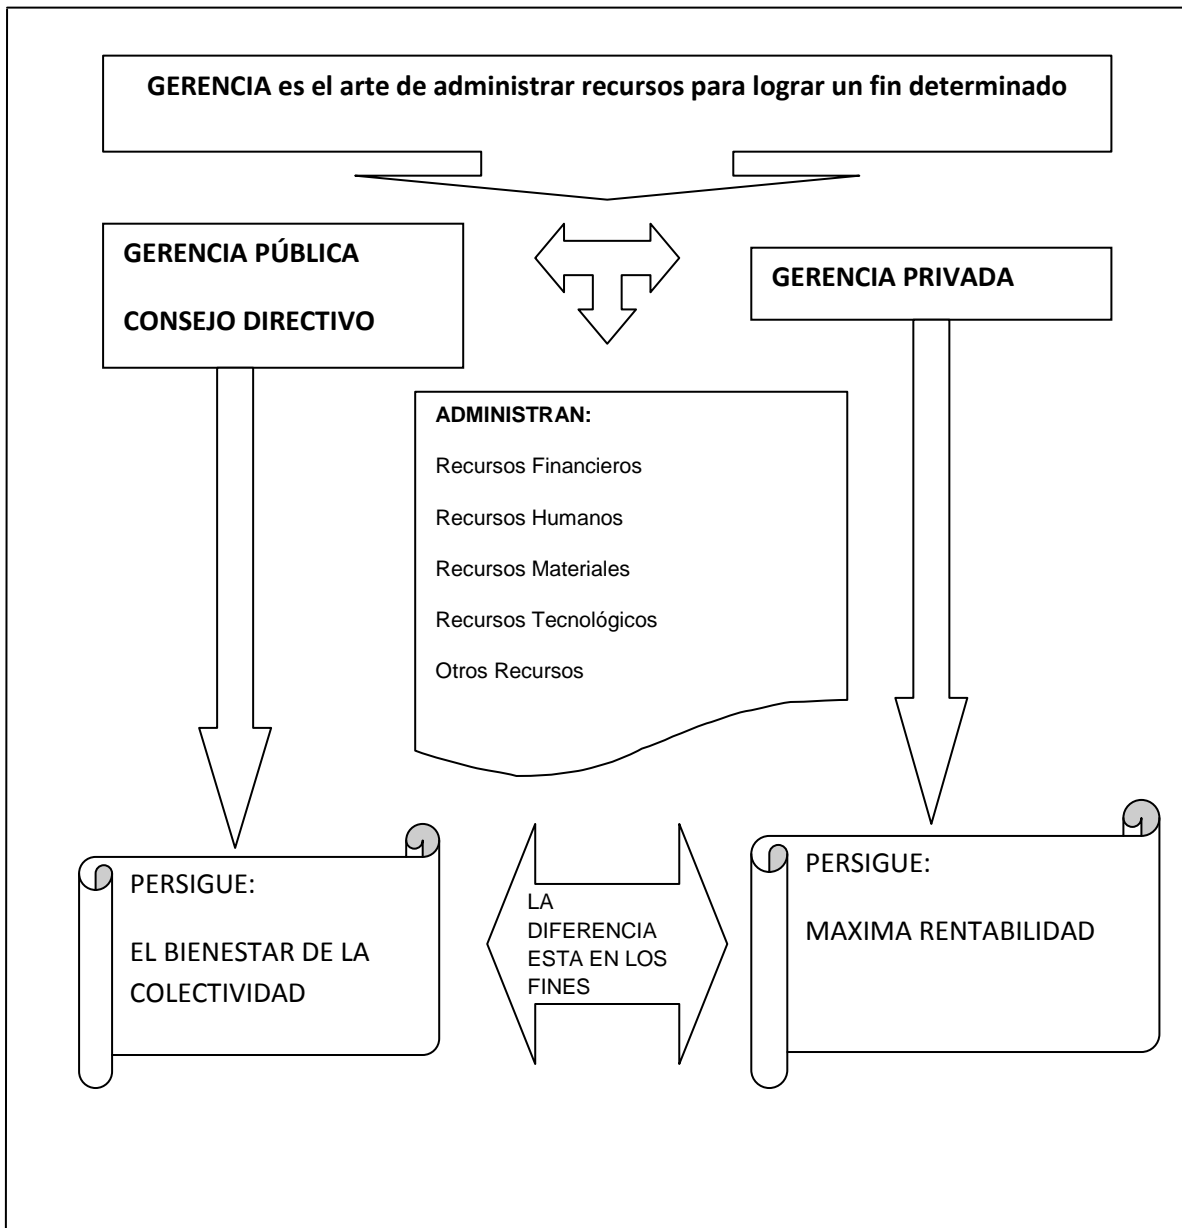 GERENCIA es el arte de administrar recursos para lograr un fin determinado
GERENCIA PÚBLICA
CONSEJO DIRECTIVO
GERENCIA PRIVADA
ADMINISTRAN:
Recursos Financieros
Recursos Humanos
Recursos Materiales
Recursos Tecnológicos
Otros Recursos
PERSIGUE:
EL BIENESTAR DE LA
COLECTIVIDAD
LA
DIFERENCIA
ESTA EN LOS
FINES
PERSIGUE:
MAXIMA RENTABILIDAD